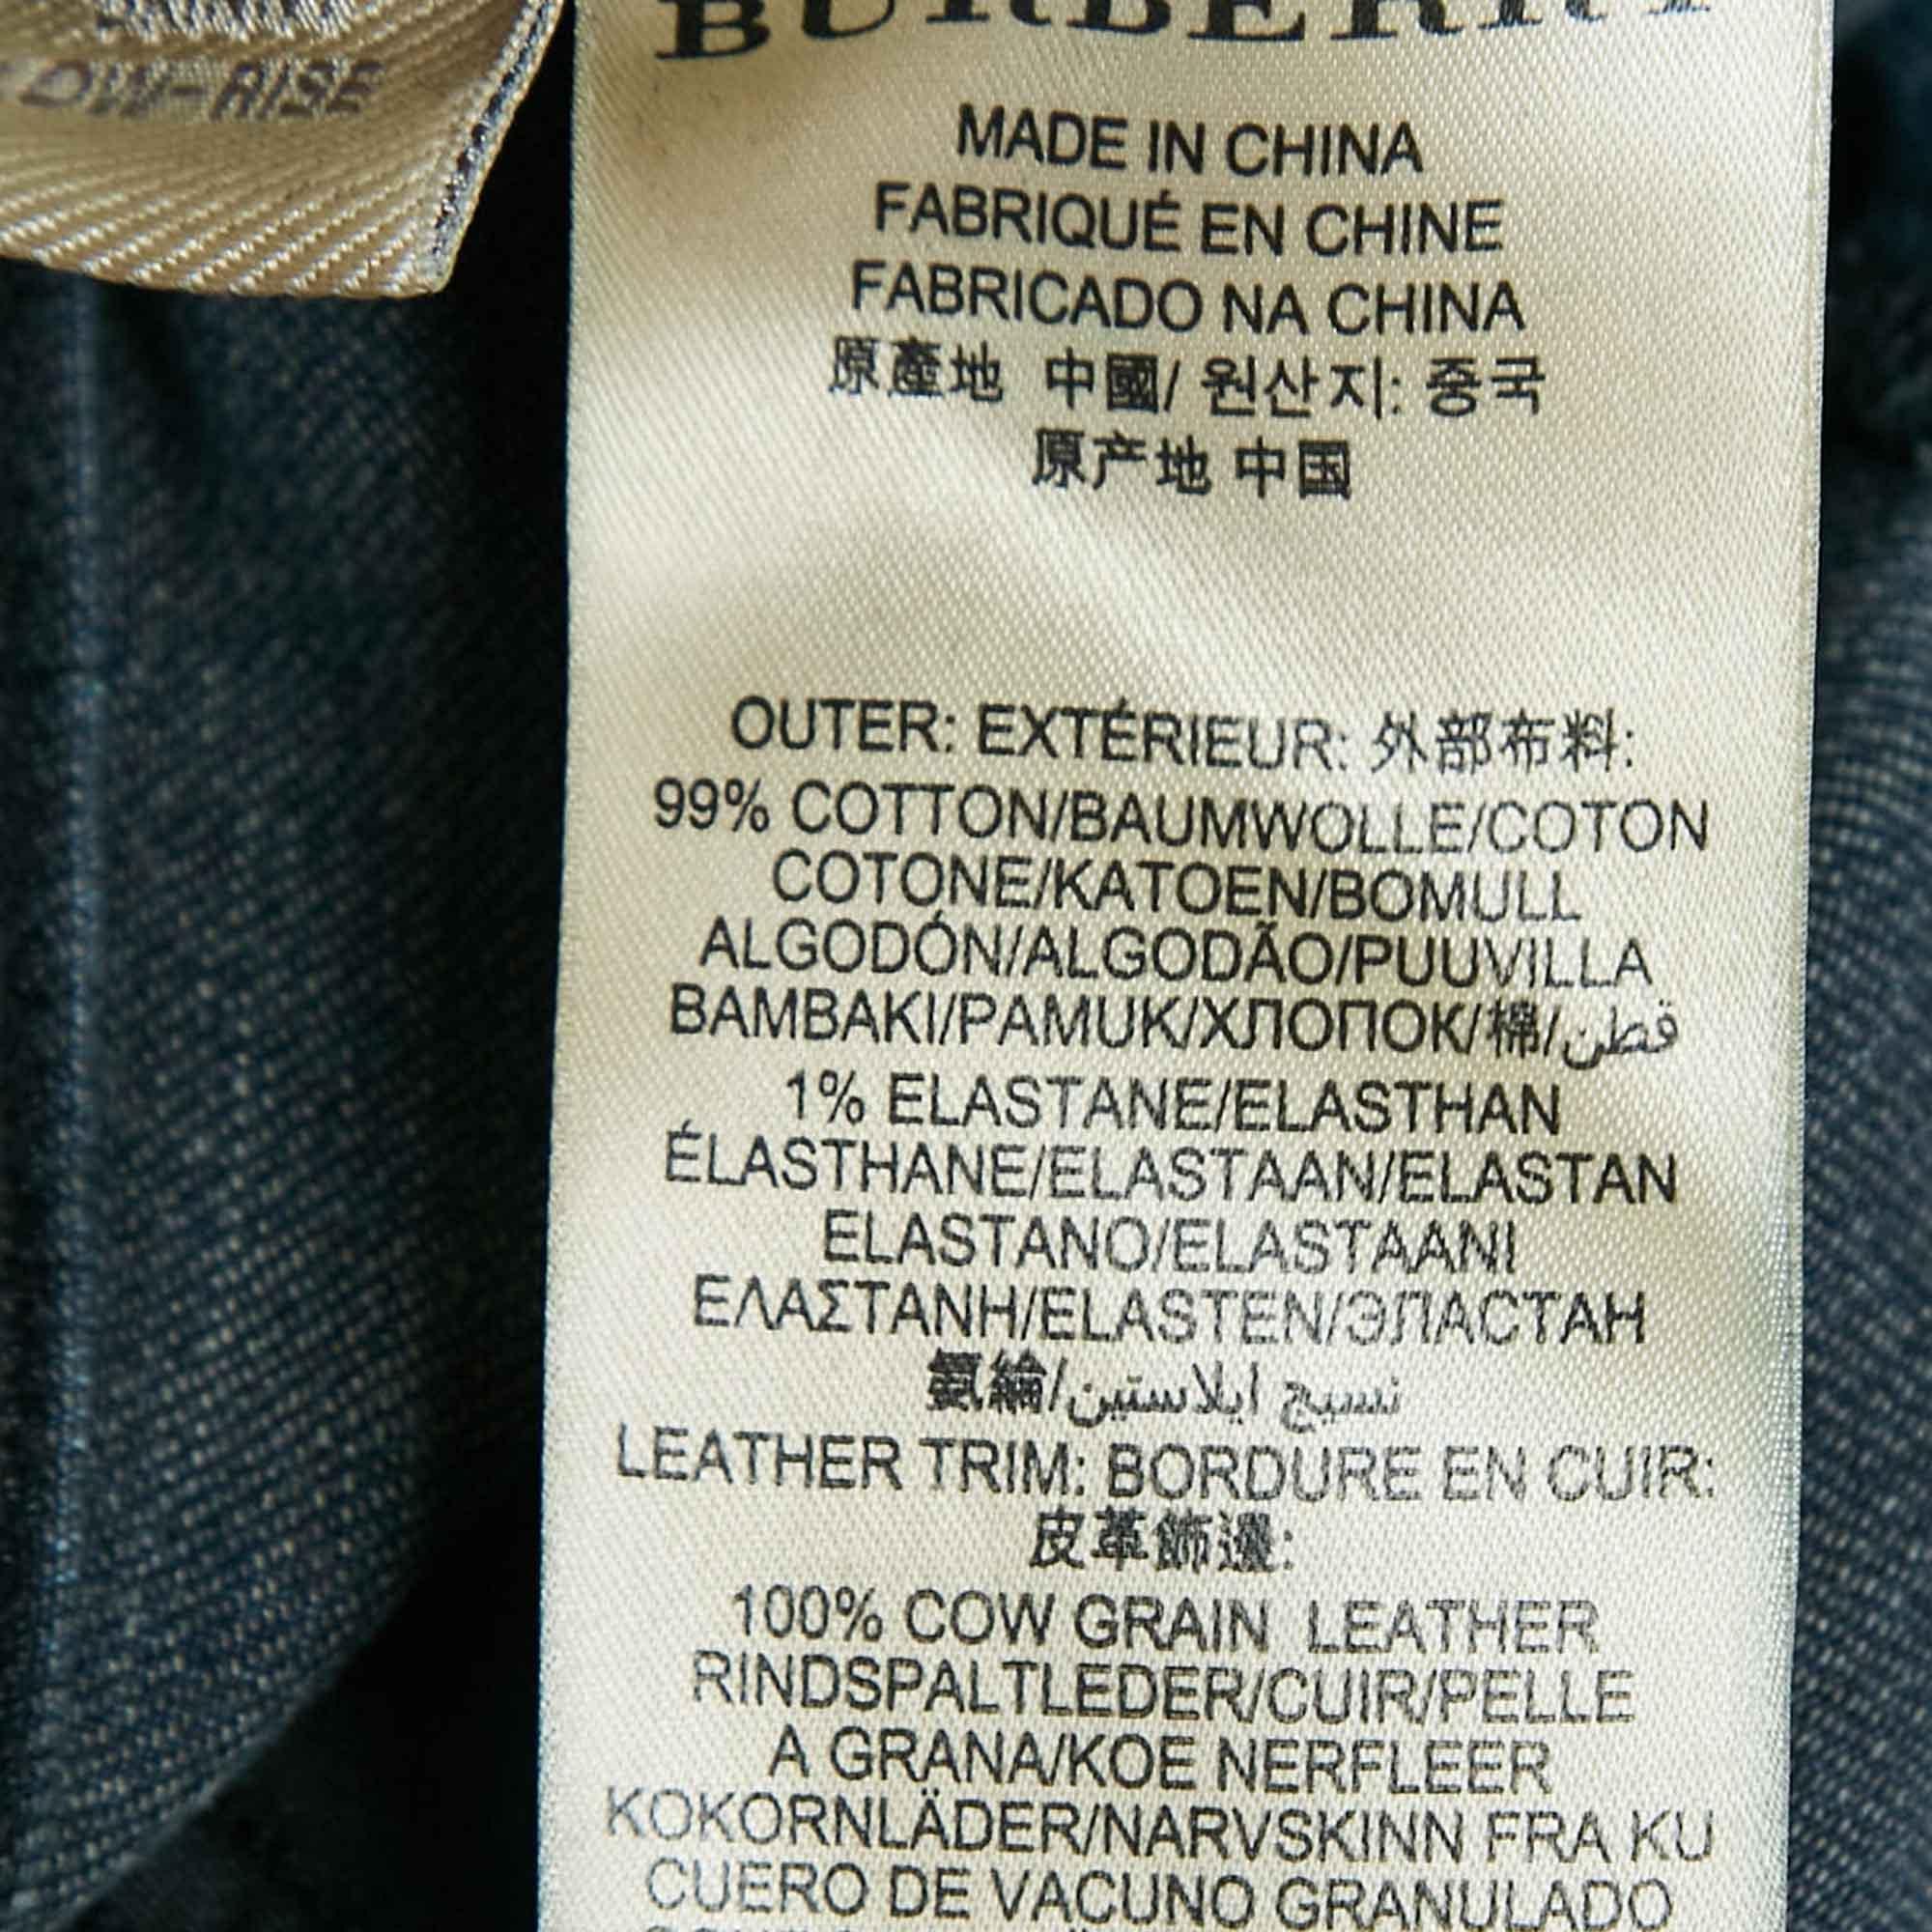 LOW-RISE
BURBERRY
MADE IN CHINA
FABRIQUÉ EN CHINE
FABRICADO NA CHINA
原產地 中國/ 원산지: 중국
原产地 中国
OUTER: EXTÉRIEUR: 外部布料:
99% COTTON/BAUMWOLLE/COTON
COTONE/KATOEN/BOMULL
ALGODÓN/ALGODÃO/PUUVILLA
BAMBAKI/PAMUK/ХЛОПОК/棉/قطن
1% ELASTANE/ELASTHAN
ÉLASTHANE/ELASTAAN/ELASTAN
ELASTANO/ELASTAANI
ΕΛΑΣΤΑΝΗ/ELASTEN/ЭЛАСТАН
氨綸/نسيج ايلاستين
LEATHER TRIM: BORDURE EN CUIR:
皮革飾邊:
100% COW GRAIN LEATHER
RINDSPALTLEDER/CUIR/PELLE
A GRANA/KOE NERFLEER
KOKORNLÄDER/NARVSKINN FRA KU
CUERO DE VACUNO GRANULADO